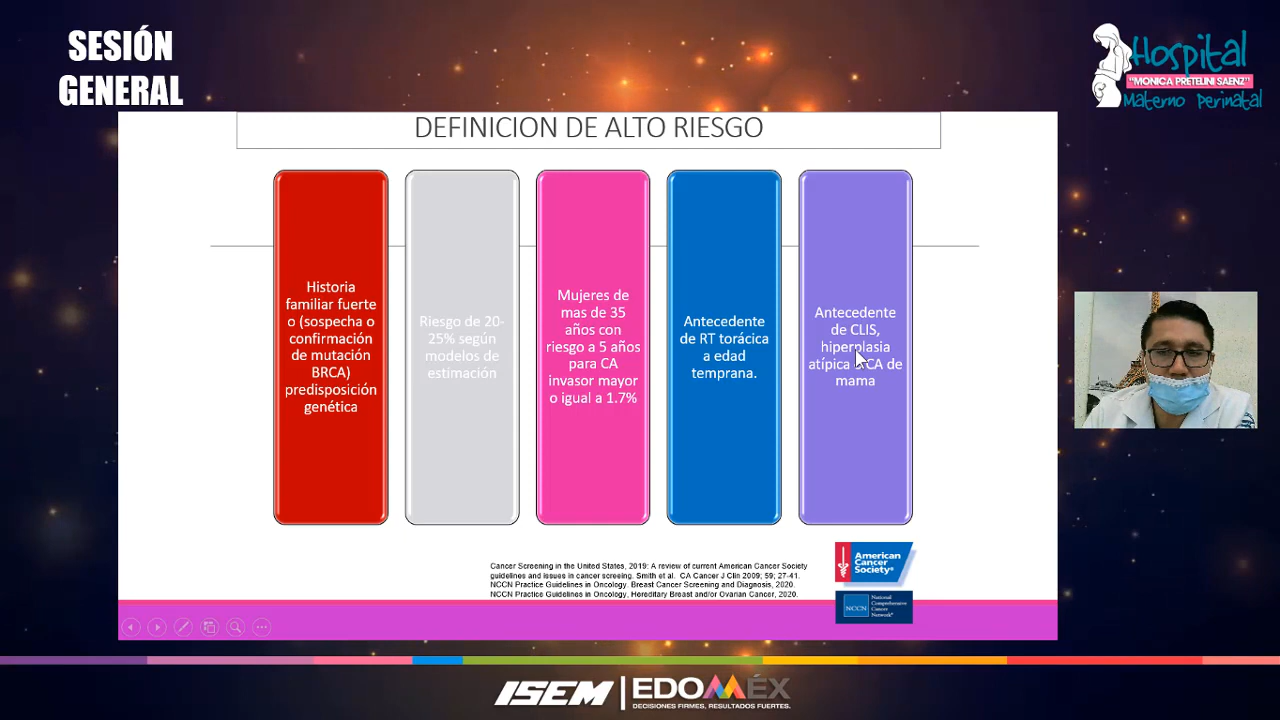 SESIÓN
GENERAL
Hospital
"MONICA PRETELINI SAENZ"
Materno Perinatal
DEFINICION DE ALTO RIESGO
Historia
familiar fuerte
o (sospecha o
confirmación
de mutación
BRCA)
predisposición
genética
Riesgo de 20-
25% según
modelos de
estimación
Mujeres de
mas de 35
años con
riesgo a 5 años
para CA
invasor mayor
o igual a 1.7%
Antecedente
de RT torácica
a edad
temprana.
Antecedente
de CLIS,
hiperplasia
atípica CA de
mama
Cancer Screening in the United States, 2019: A review of current American Cancer Society
guidelines and issues in cancer screeing. Smith et al. CA Cancer J Clin 2009; 59; 27-41.
NCCN Practice Guidelines in Oncology. Breast Cancer Screening and Diagnosis, 2020.
NCCN Practice Guidelines in Oncology. Hereditary Breast and/or Ovarian Cancer, 2020.
American
Cancer
Society®
NCCN
National
Comprehensive
Cancer
Network®
ISEM
EDOMÉX
DECISIONES FIRMES, RESULTADOS FUERTES.